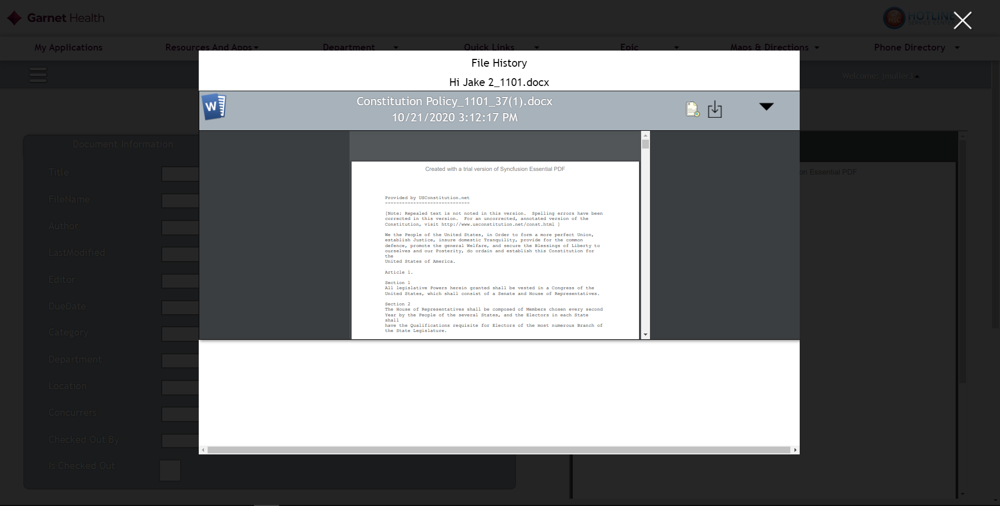 Garnet Health
HSC HOTLINE
SERVICE CENTER
My Applications
Resources And Apps
Department
Quick Links
Epic
Maps & Directions
Phone Directory
Welcome: jmuller3
File History
Hi Jake 2_1101.docx
W
Constitution Policy_1101_37(1).docx
10/21/2020 3:12:17 PM
Created with a trial version of Syncfusion Essential PDF
Provided by USConstitution.net
------------------------------
[Note: Repealed text is not noted in this version.  Spelling errors have been
corrected in this version.  For an uncorrected, annotated version of the
Constitution, visit http://www.usconstitution.net/const.html ]
We the People of the United States, in Order to form a more perfect Union,
establish Justice, insure domestic Tranquility, provide for the common
defence, promote the general Welfare, and secure the Blessings of Liberty to
ourselves and our Posterity, do ordain and establish this Constitution for
the
United States of America.
Article 1.
Section 1
All legislative Powers herein granted shall be vested in a Congress of the
United States, which shall consist of a Senate and House of Representatives.
Section 2
The House of Representatives shall be composed of Members chosen every second
Year by the People of the several States, and the Electors in each State
shall
have the Qualifications requisite for Electors of the most numerous Branch of
the State Legislature.
Document Information
Title
FileName
Author
LastModified
Editor
DueDate
Category
Department
Location
Concurrers
Checked Out By
Is Checked Out
on Essential PDF